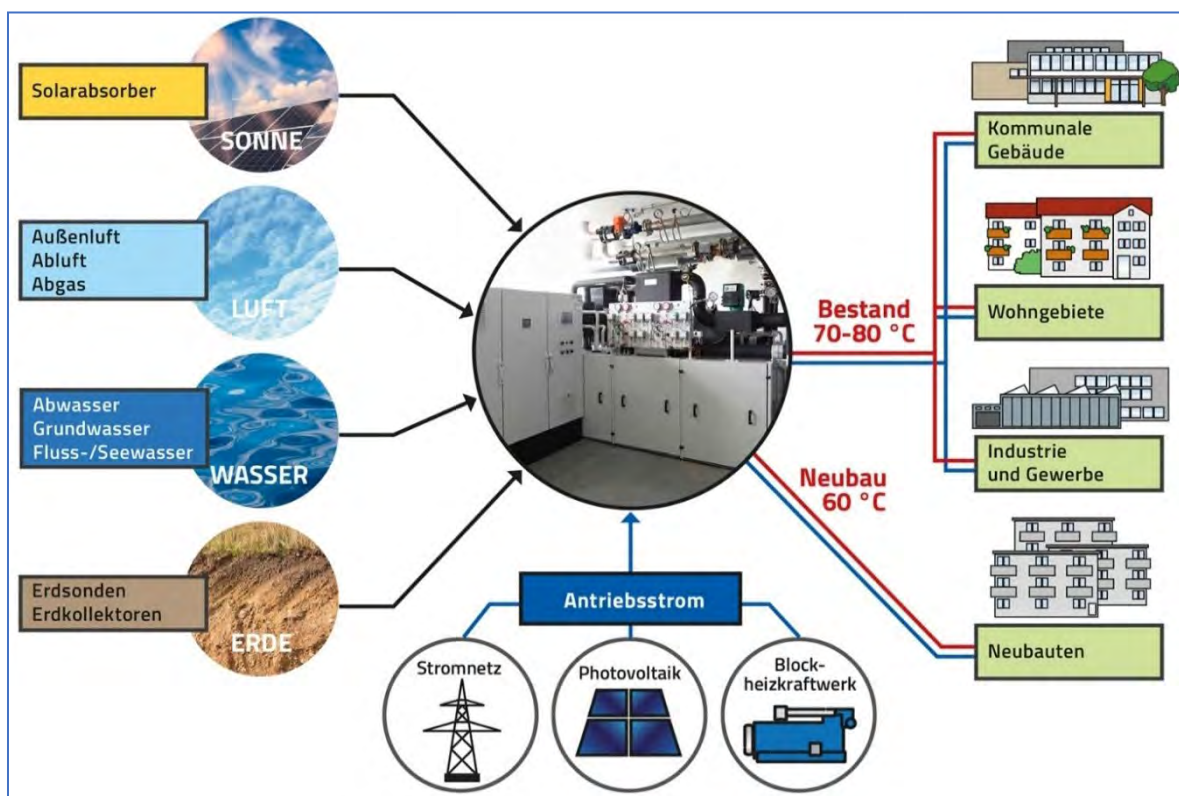 Solarabsorber
SONNE
Außenluft
Abluft
Abgas
LUFT
Abwasser
Grundwasser
Fluss-/Seewasser
WASSER
Erdsonden
Erdkollektoren
ERDE
Antriebsstrom
Stromnetz
Photovoltaik
Block-
heizkraftwerk
Bestand
70-80 °C
Neubau
60 °C
Kommunale
Gebäude
Wohngebiete
Industrie
und Gewerbe
Neubauten